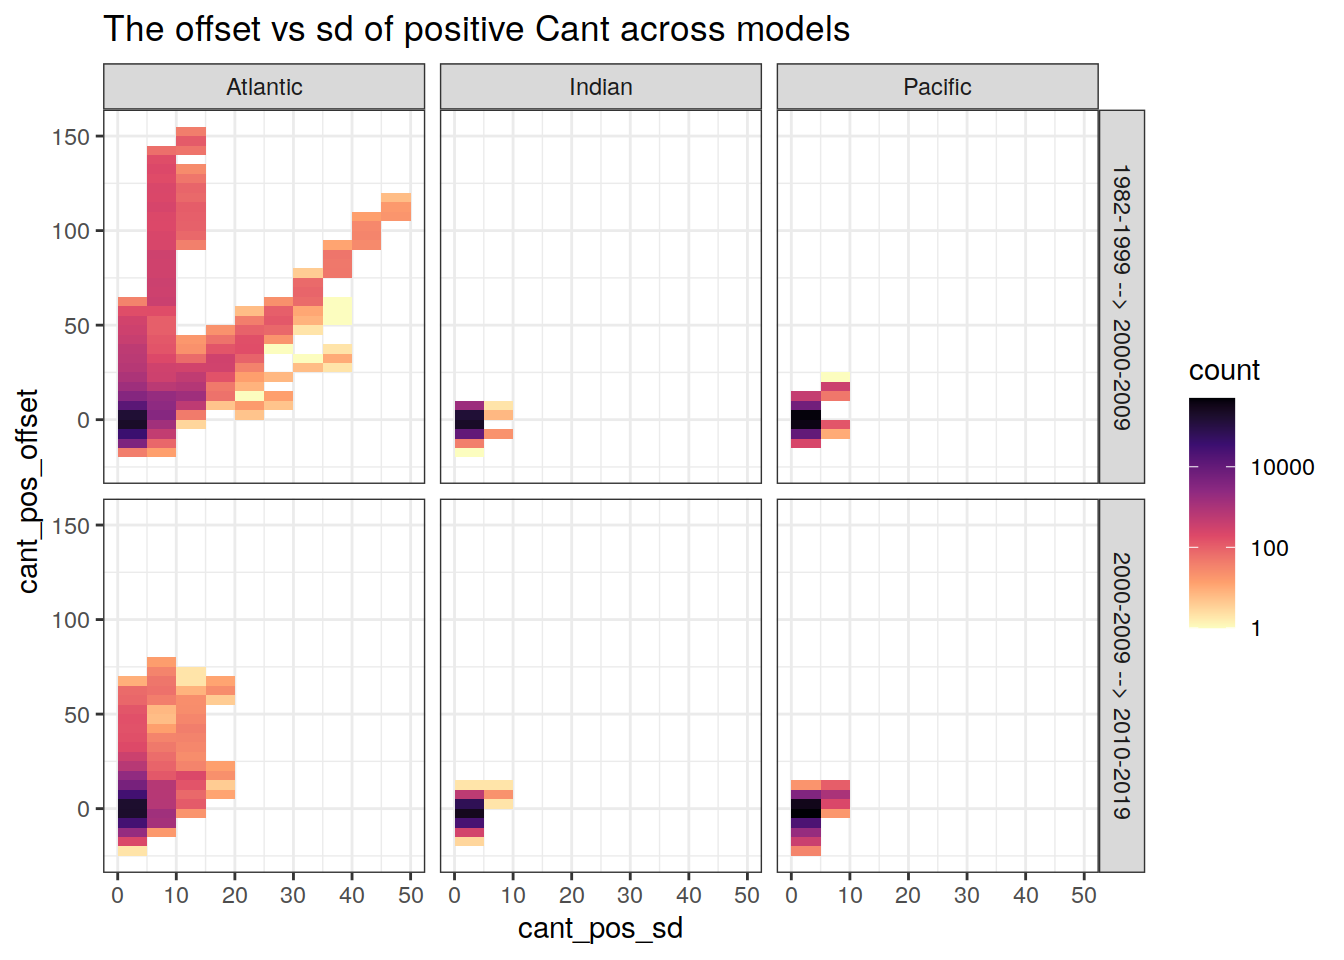 The offset vs sd of positive Cant across models
Atlantic
Indian
Pacific
150
100
50
0
1982-1999 --> 2000-2009
150
100
50
0
2000-2009 --> 2010-2019
cant_pos_offset
0 10 20 30 40 50
0 10 20 30 40 50
0 10 20 30 40 50
cant_pos_sd
count
10000
100
1